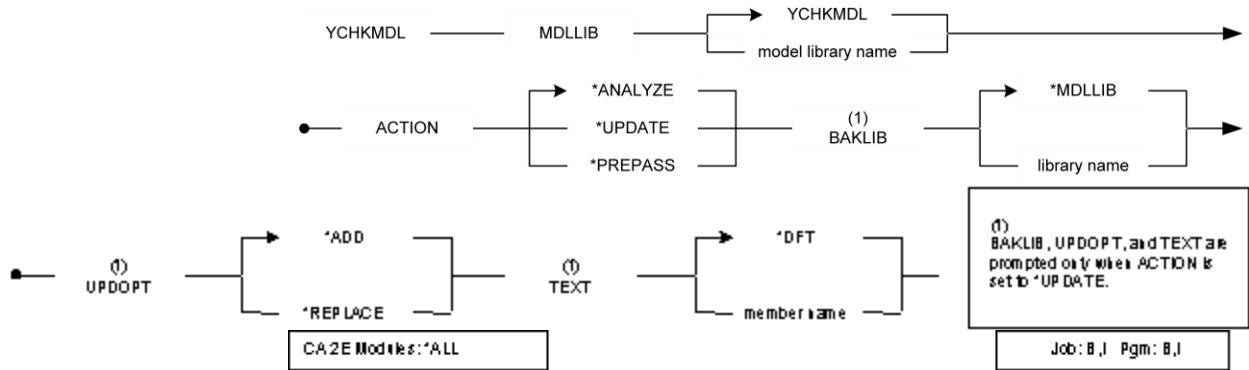 YCHKMDL MDLLIB YCHKMDL
model library name
ACTION *ANALYZE
*UPDATE
*PREPASS
(1)
BAKLIB
*MDLLIB
library name
(1)
UPDOPT
*ADD
*REPLACE
(1)
TEXT
*DFT
member name
(1)
BAKLIB, UPDOPT, and TEXT are
prompted only when ACTION is
set to *UPDATE.
CA 2E Modules: *ALL
Job: B,I Pgm: B,I